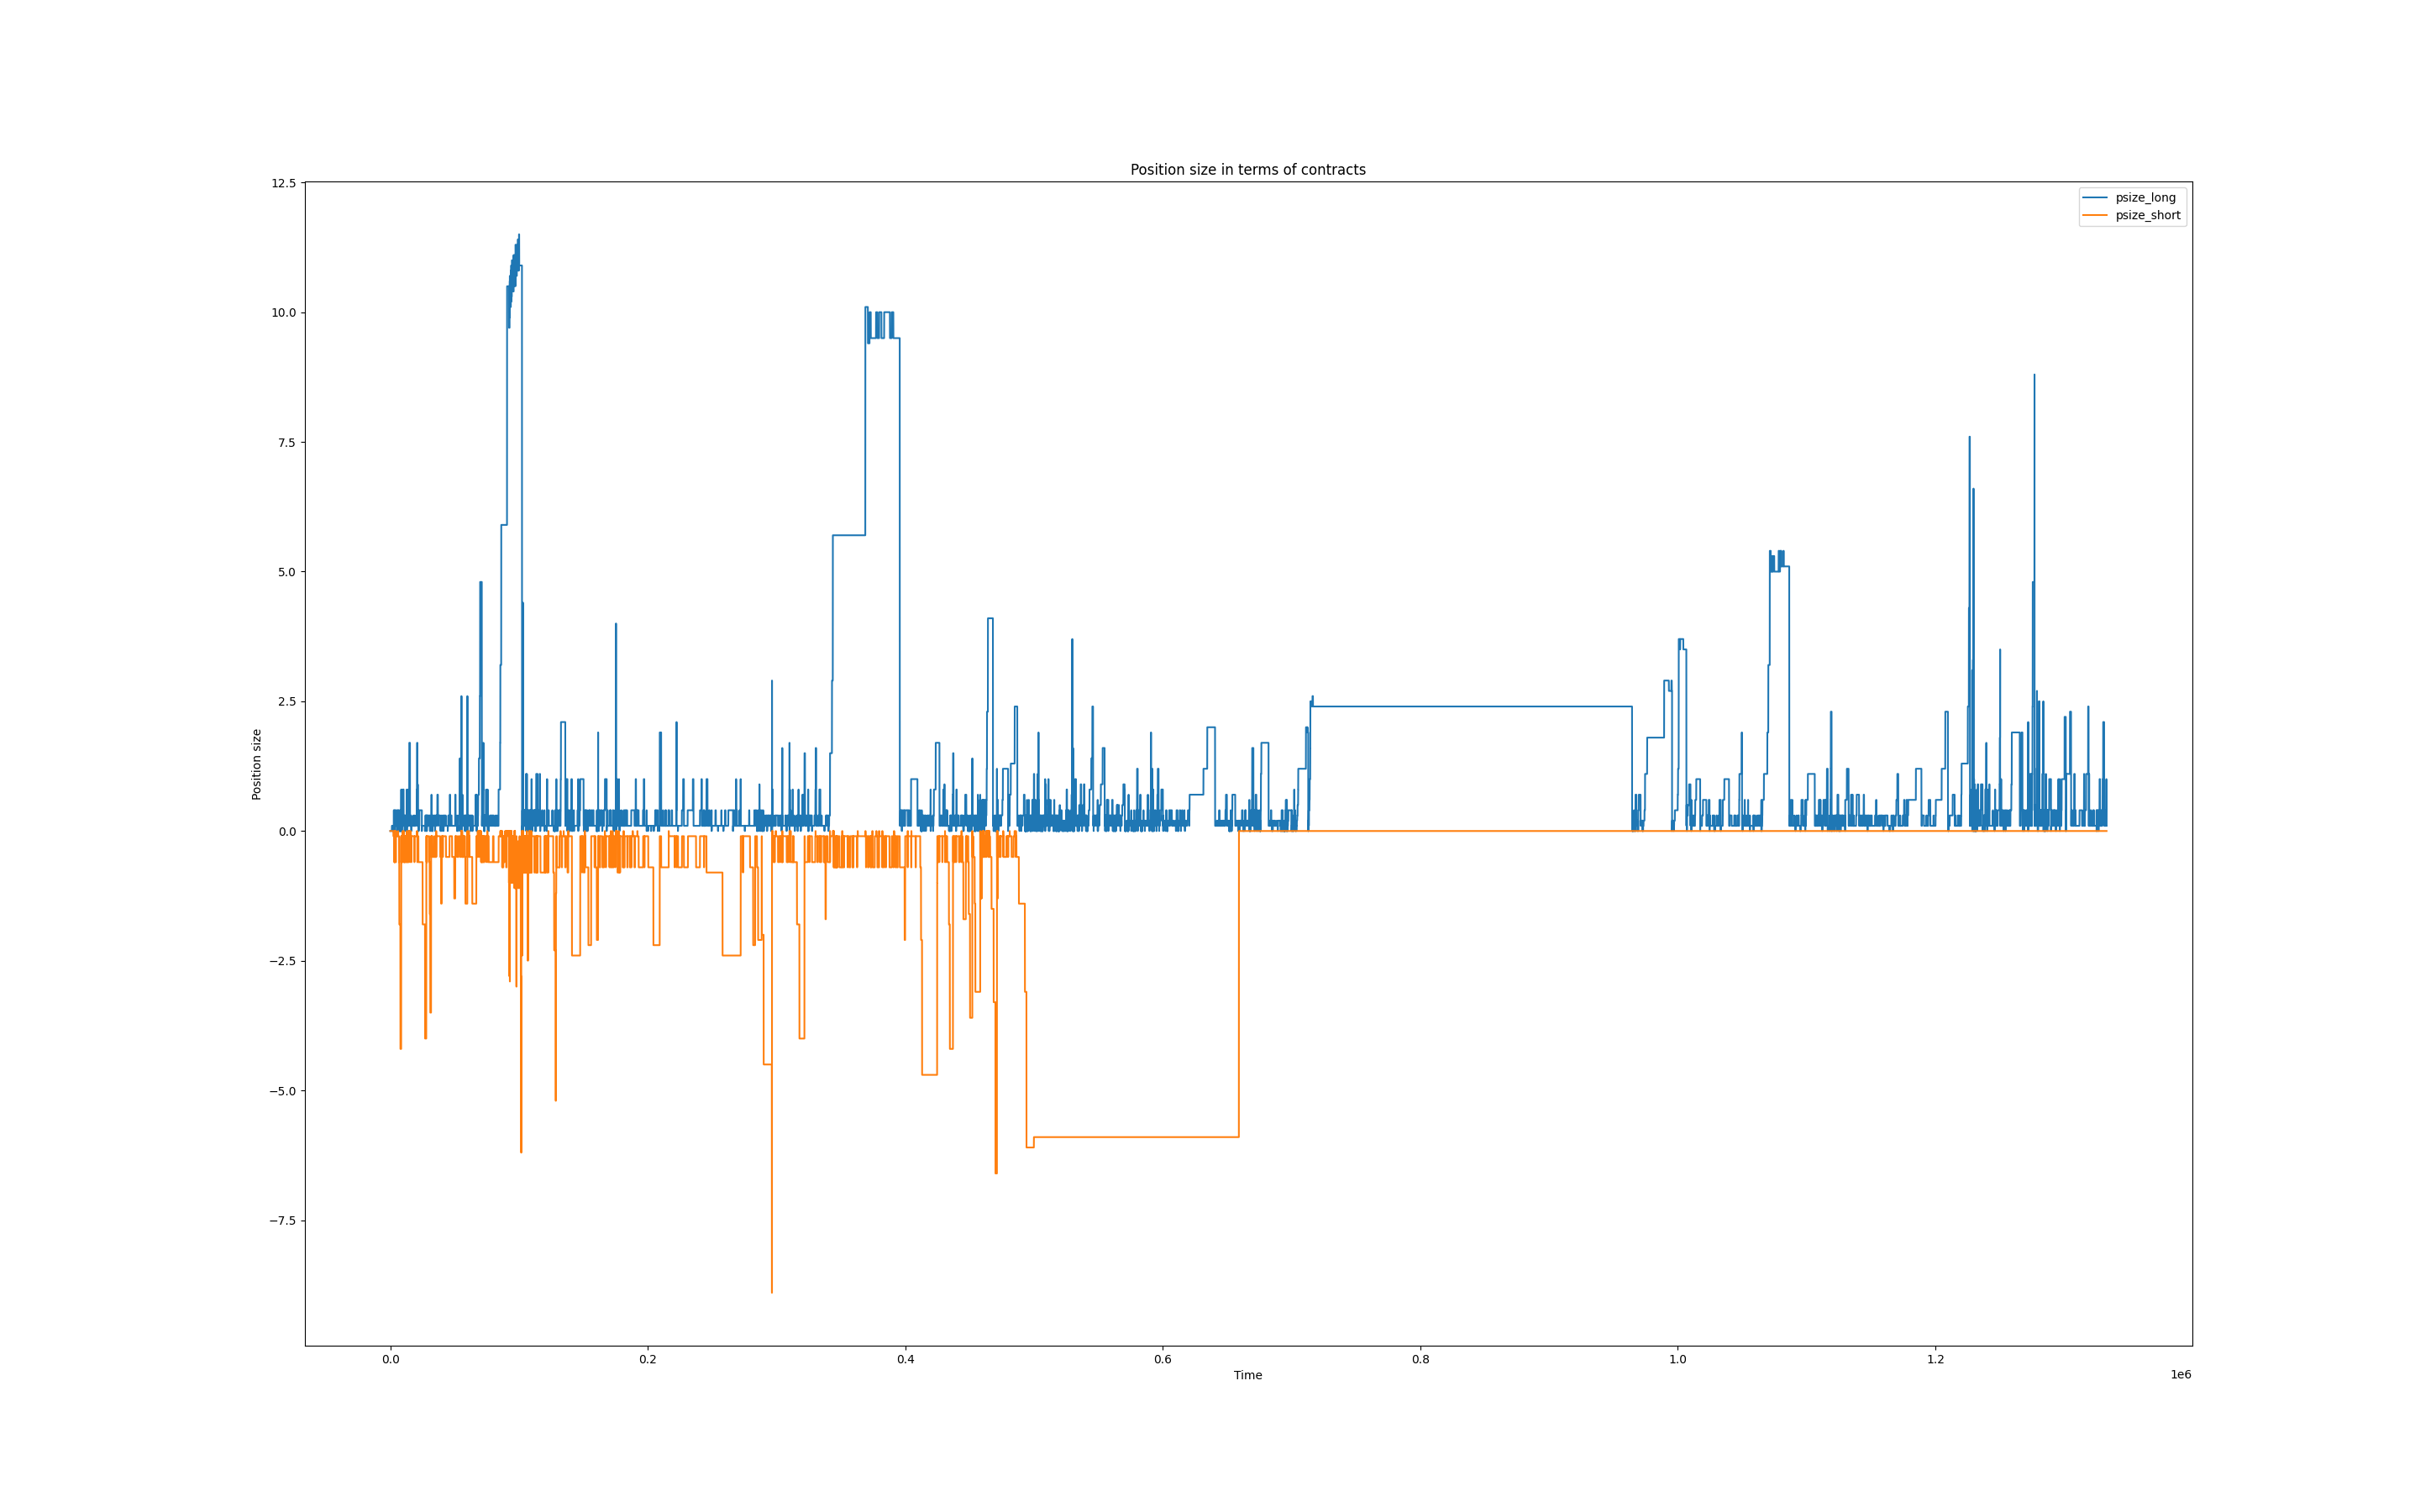 Position size in terms of contracts
12.5
10.0
7.5
5.0
2.5
0.0
−2.5
−5.0
−7.5
Position size
psize_long
psize_short
0.0 0.2 0.4 0.6 0.8 1.0 1.2
1e6
Time